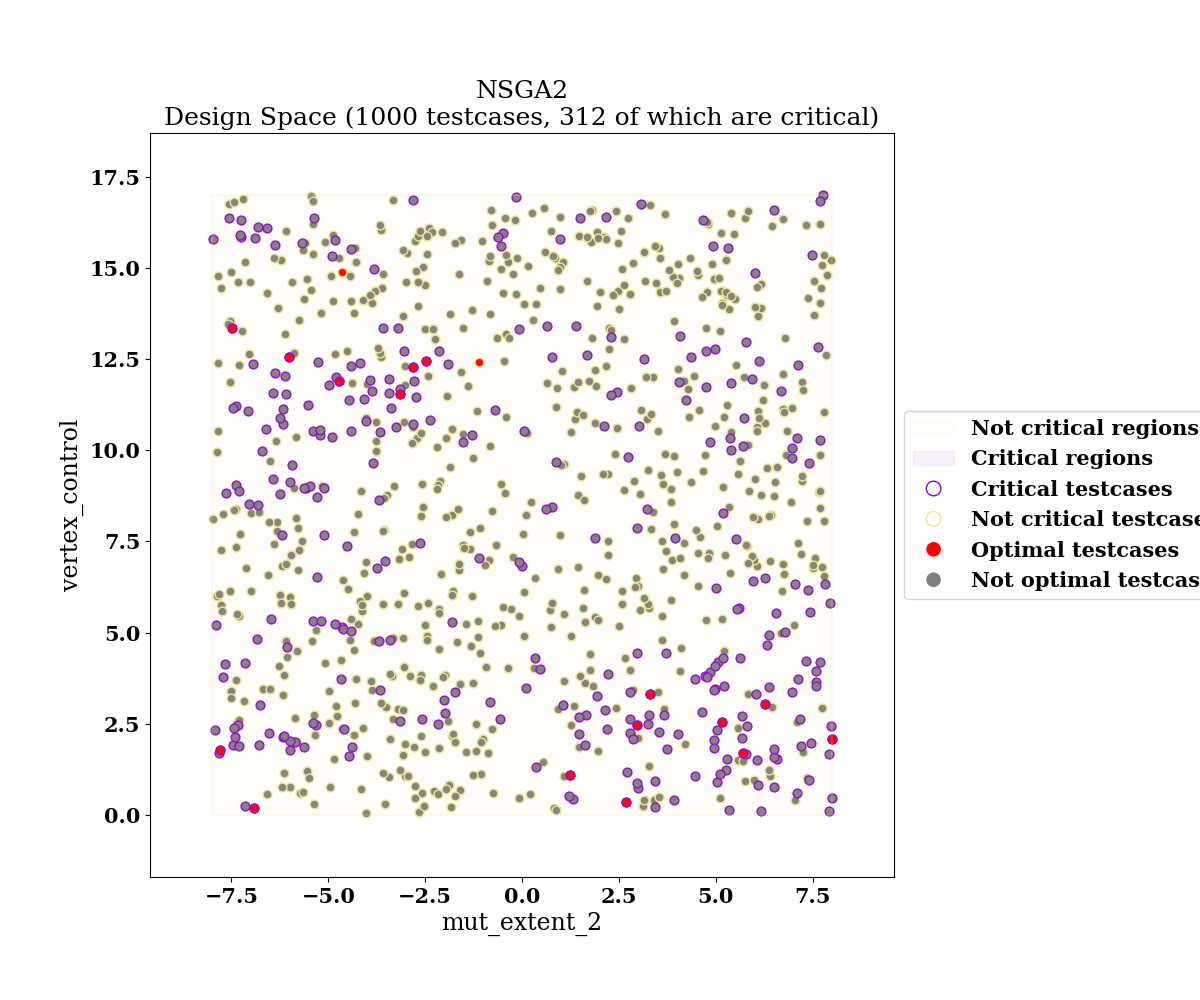 NSGA2
Design Space (1000 testcases, 312 of which are critical)
17.5
15.0
12.5
10.0
7.5
5.0
2.5
0.0
vertex_control
−7.5
−5.0
−2.5
0.0
2.5
5.0
7.5
mut_extent_2
Not critical regions
Critical regions
Critical testcases
Not critical testcase
Optimal testcases
Not optimal testcas